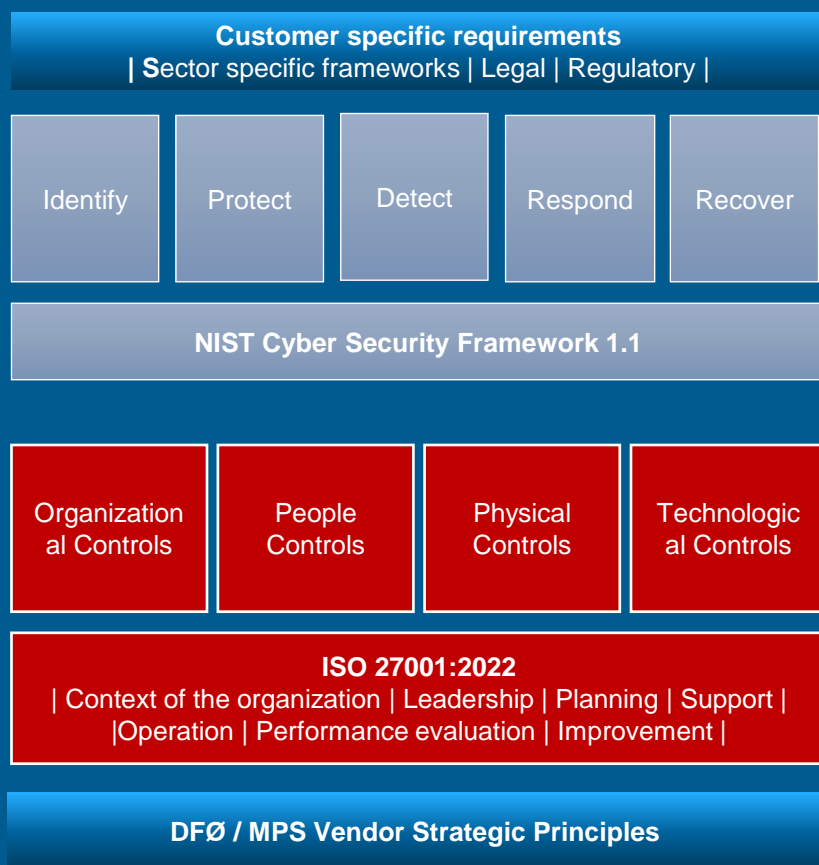 Customer specific requirements
| Sector specific frameworks | Legal | Regulatory |
Identify
Protect
Detect
Respond
Recover
NIST Cyber Security Framework 1.1
Organization
al Controls
People
Controls
Physical
Controls
Technologic
al Controls
ISO 27001:2022
| Context of the organization | Leadership | Planning | Support |
|Operation | Performance evaluation | Improvement |
DFØ / MPS Vendor Strategic Principles